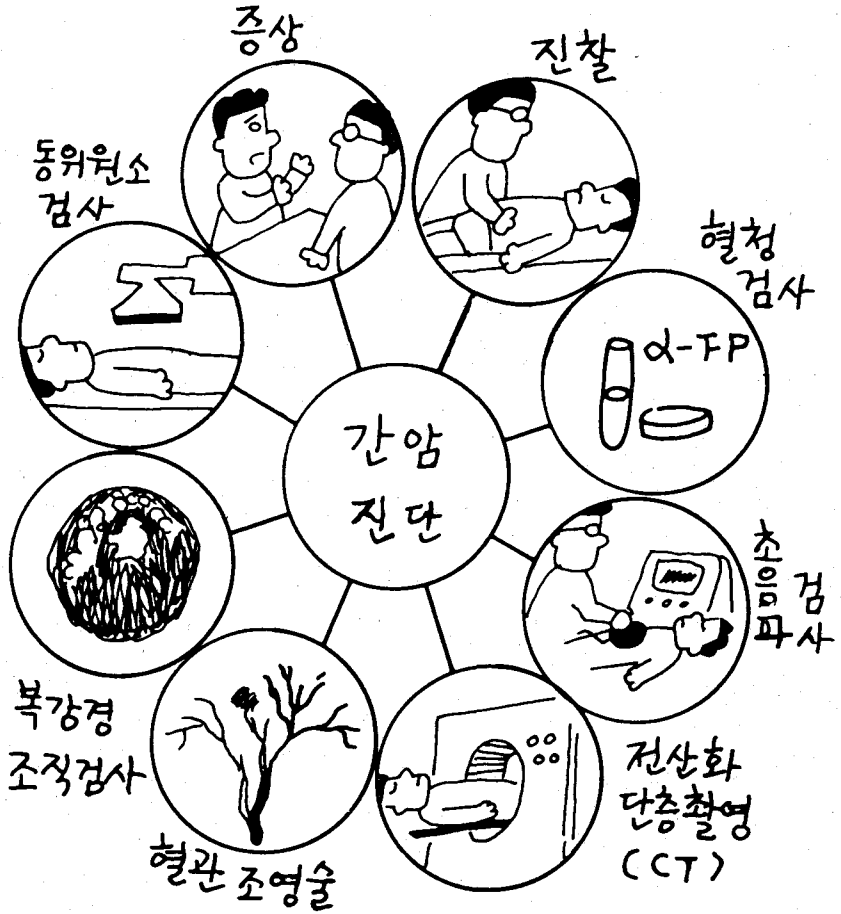 증상
진찰
동위원소
검사
혈청
검사
α-FP
간암
진단
초음파
검사
복강경
조직검사
혈관 조영술
전산화
단층촬영
(CT)